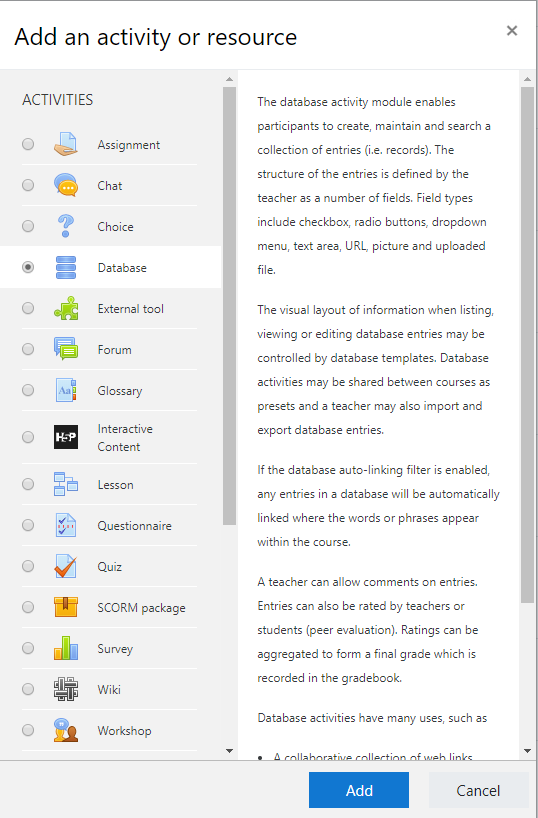 Add an activity or resource
×
ACTIVITIES
Assignment
Chat
Choice
Database
External tool
Forum
Aa
Glossary
H5P
Interactive
Content
Lesson
Questionnaire
Quiz
SCORM package
Survey
Wiki
Workshop
The database activity module enables
participants to create, maintain and search a
collection of entries (i.e. records). The
structure of the entries is defined by the
teacher as a number of fields. Field types
include checkbox, radio buttons, dropdown
menu, text area, URL, picture and uploaded
file.
The visual layout of information when listing,
viewing or editing database entries may be
controlled by database templates. Database
activities may be shared between courses as
presets and a teacher may also import and
export database entries.
If the database auto-linking filter is enabled,
any entries in a database will be automatically
linked where the words or phrases appear
within the course.
A teacher can allow comments on entries.
Entries can also be rated by teachers or
students (peer evaluation). Ratings can be
aggregated to form a final grade which is
recorded in the gradebook.
Database activities have many uses, such as
• A collaborative collection of web links,
Add
Cancel